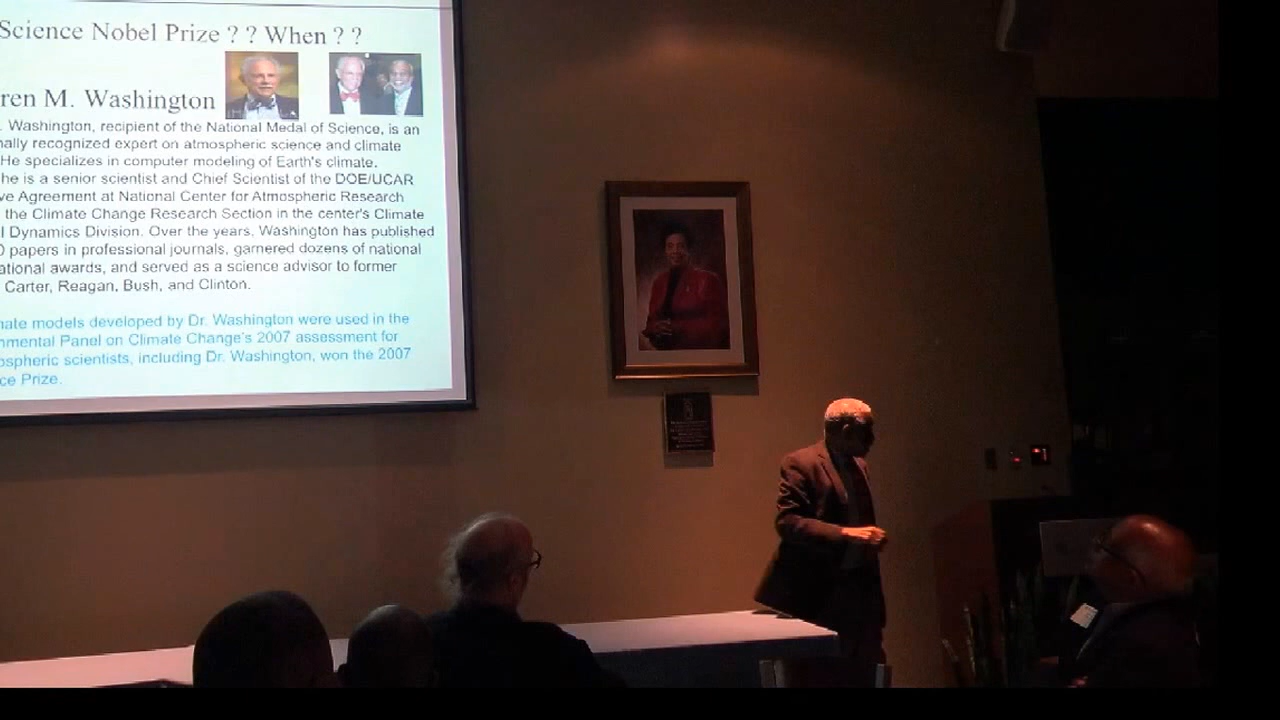 Science Nobel Prize ? ? When ? ?
ren M. Washington
. Washington, recipient of the National Medal of Science, is an
nally recognized expert on atmospheric science and climate
He specializes in computer modeling of Earth's climate.
he is a senior scientist and Chief Scientist of the DOE/UCAR
ve Agreement at National Center for Atmospheric Research
the Climate Change Research Section in the center's Climate
l Dynamics Division. Over the years, Washington has published
0 papers in professional journals, garnered dozens of national
ational awards, and served as a science advisor to former
Carter, Reagan, Bush, and Clinton.
mate models developed by Dr. Washington were used in the
nmental Panel on Climate Change's 2007 assessment for
ospheric scientists, including Dr. Washington, won the 2007
ce Prize.